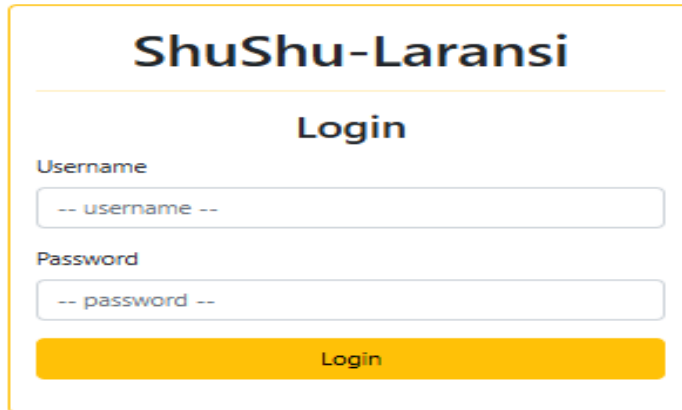 ShuShu-Laransi
Login
Username
-- username --
Password
-- password --
Login